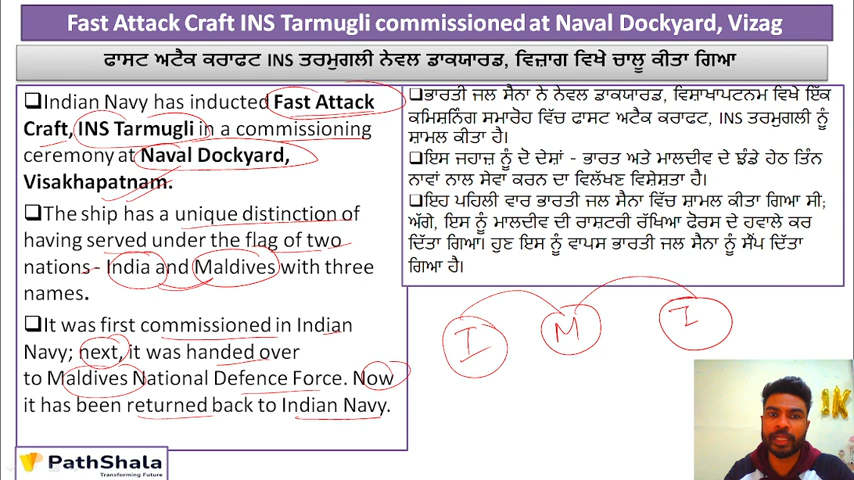 Fast Attack Craft INS Tarmugli commissioned at Naval Dockyard, Vizag
ਫਾਸਟ ਅਟੈਕ ਕਰਾਫਟ INS ਤਰਮੁਗਲੀ ਨੇਵਲ ਡਾਕਯਾਰਡ, ਵਿਜ਼ਾਗ ਵਿਖੇ ਚਾਲੂ ਕੀਤਾ ਗਿਆ
Indian Navy has inducted Fast Attack
Craft, INS Tarmugli in a commissioning
ceremony at Naval Dockyard,
Visakhapatnam.
The ship has a unique distinction of
having served under the flag of two
nations - India and Maldives with three
names.
It was first commissioned in Indian
Navy; next, it was handed over
to Maldives National Defence Force. Now
it has been returned back to Indian Navy.
ਭਾਰਤੀ ਜਲ ਸੈਨਾ ਨੇ ਨੇਵਲ ਡਾਕਯਾਰਡ, ਵਿਸ਼ਾਖਾਪਟਨਮ ਵਿਖੇ ਇੱਕ
ਕਮਿਸ਼ਨਿੰਗ ਸਮਾਰੋਹ ਵਿੱਚ ਫਾਸਟ ਅਟੈਕ ਕਰਾਫਟ, INS ਤਰਮੁਗਲੀ ਨੂੰ
ਸ਼ਾਮਲ ਕੀਤਾ ਹੈ।
ਇਸ ਜਹਾਜ਼ ਨੂੰ ਦੋ ਦੇਸ਼ਾਂ - ਭਾਰਤ ਅਤੇ ਮਾਲਦੀਵ ਦੇ ਝੰਡੇ ਹੇਠ ਤਿੰਨ
ਨਾਵਾਂ ਨਾਲ ਸੇਵਾ ਕਰਨ ਦਾ ਵਿਲੱਖਣ ਵਿਸ਼ੇਸ਼ਤਾ ਹੈ।
ਇਹ ਪਹਿਲੀ ਵਾਰ ਭਾਰਤੀ ਜਲ ਸੈਨਾ ਵਿੱਚ ਸ਼ਾਮਲ ਕੀਤਾ ਗਿਆ ਸੀ;
ਅੱਗੇ, ਇਸ ਨੂੰ ਮਾਲਦੀਵ ਦੀ ਰਾਸ਼ਟਰੀ ਰੱਖਿਆ ਫੋਰਸ ਦੇ ਹਵਾਲੇ ਕਰ
ਦਿੱਤਾ ਗਿਆ। ਹੁਣ ਇਸ ਨੂੰ ਵਾਪਸ ਭਾਰਤੀ ਜਲ ਸੈਨਾ ਨੂੰ ਸੌਂਪ ਦਿੱਤਾ
ਗਿਆ ਹੈ।
I M I
1K
PathShala
Transforming Future